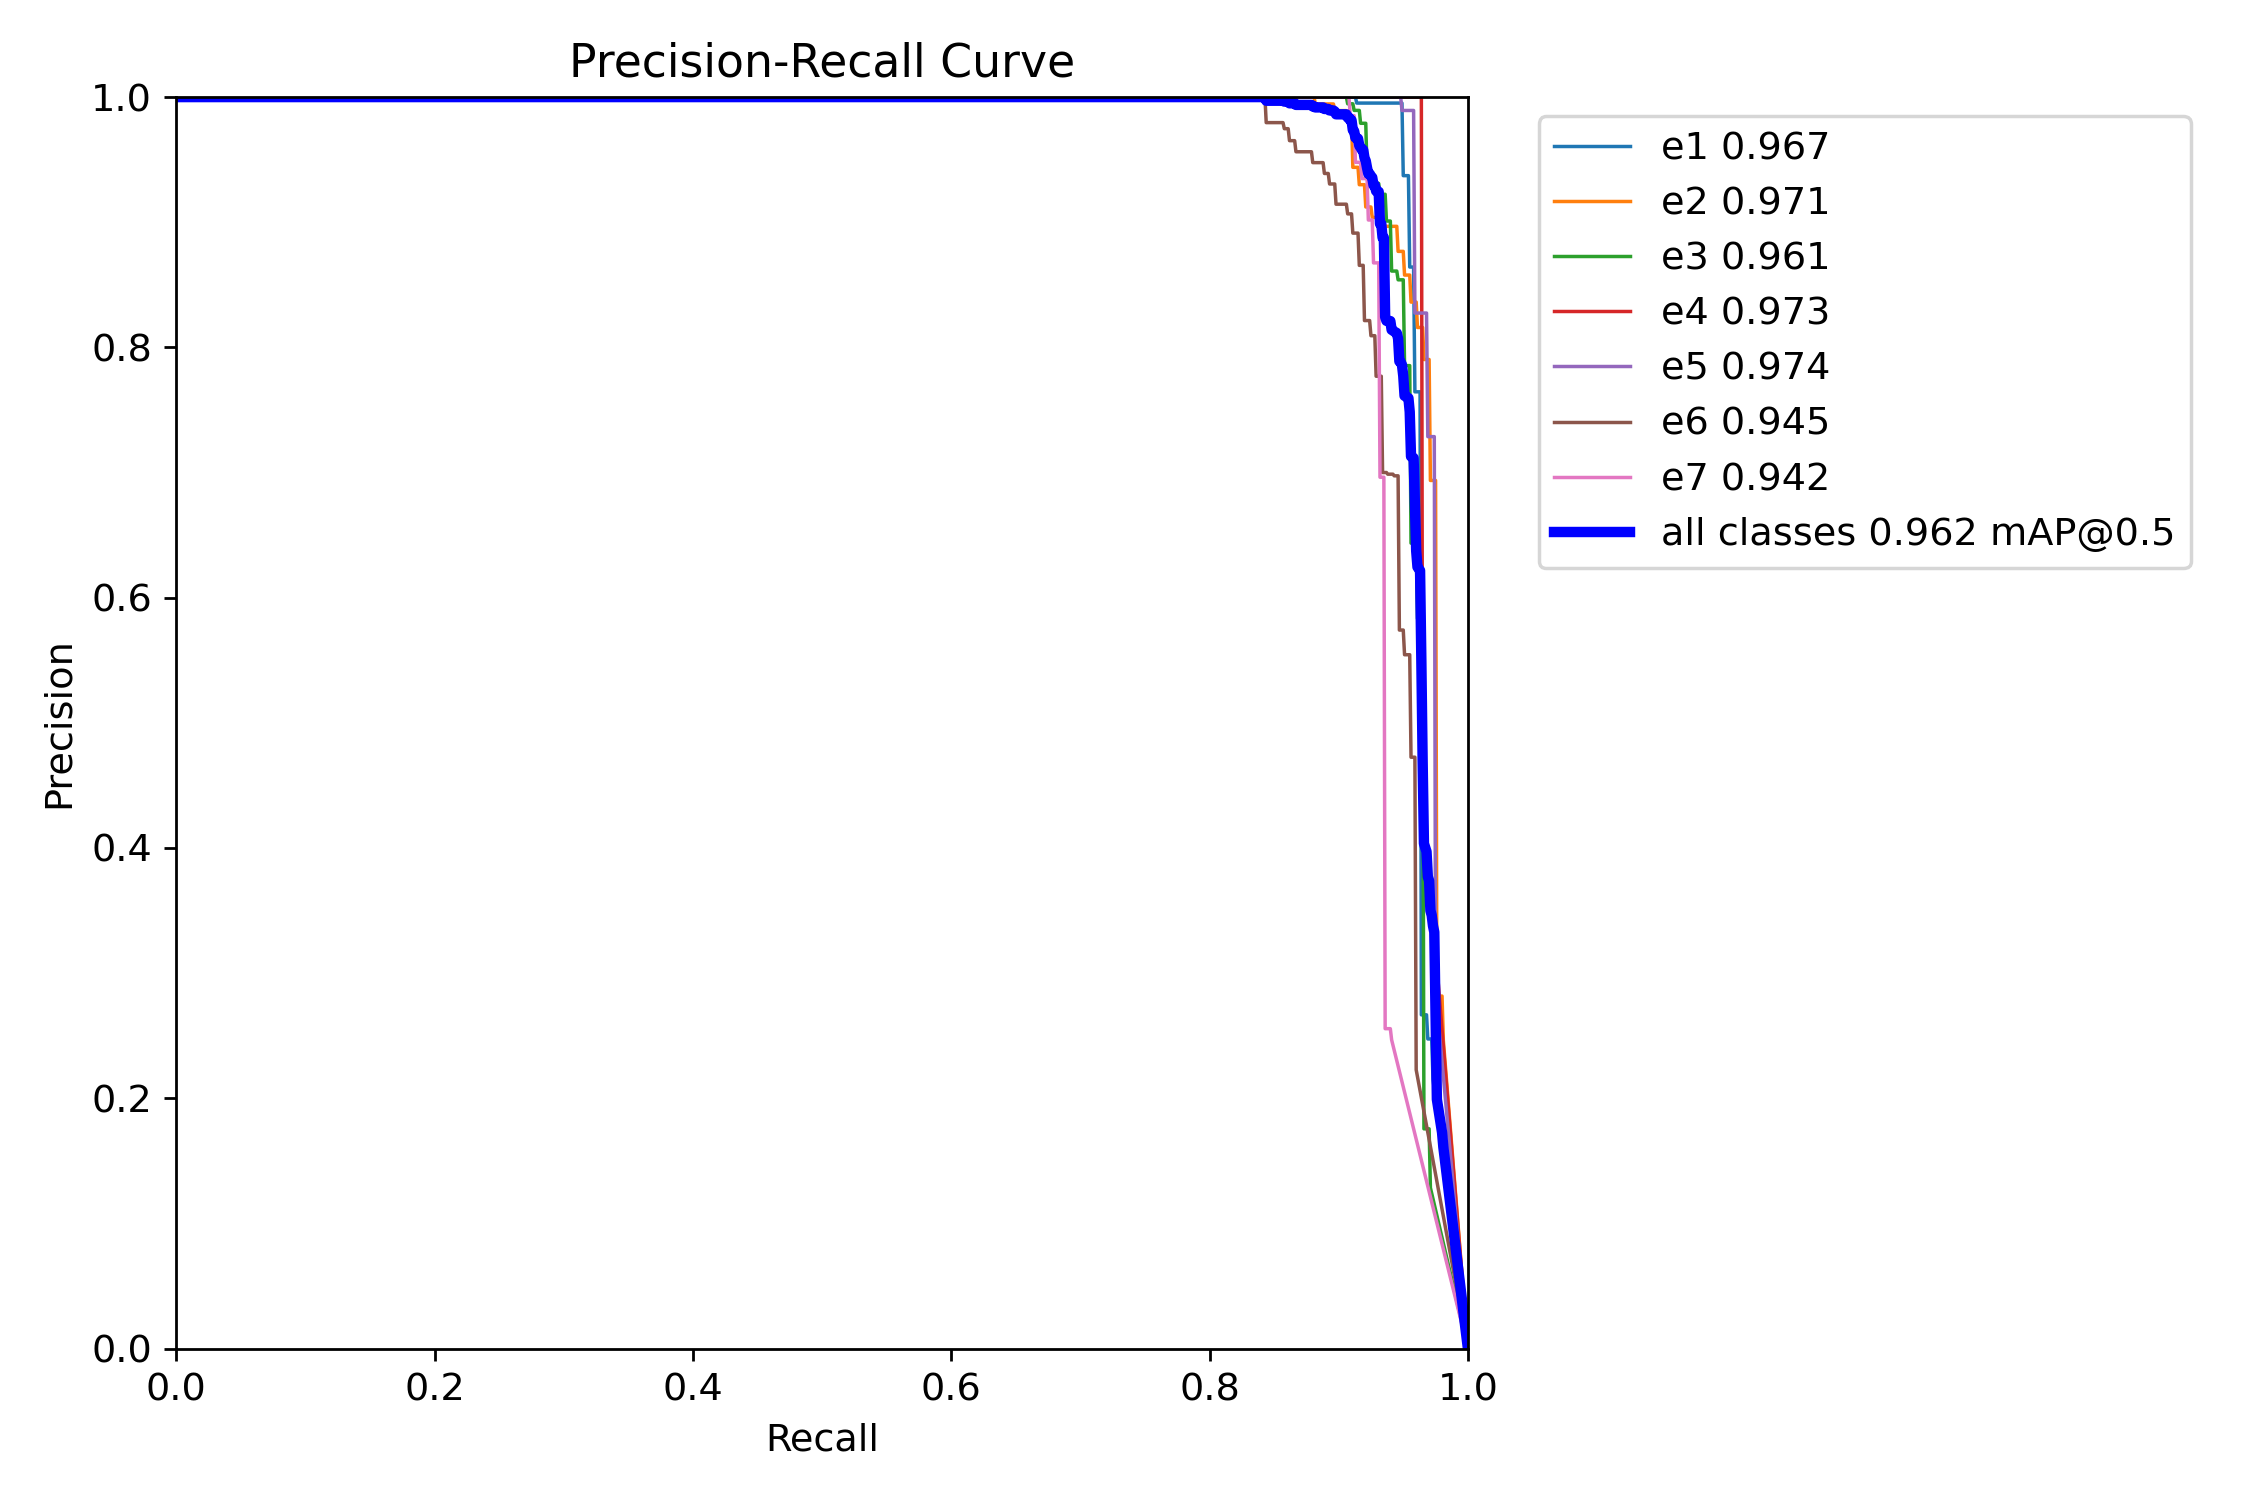 Precision-Recall Curve
1.0
0.8
0.6
0.4
0.2
0.0
Precision
0.0 0.2 0.4 0.6 0.8 1.0
Recall
e1 0.967
e2 0.971
e3 0.961
e4 0.973
e5 0.974
e6 0.945
e7 0.942
all classes 0.962 mAP@0.5